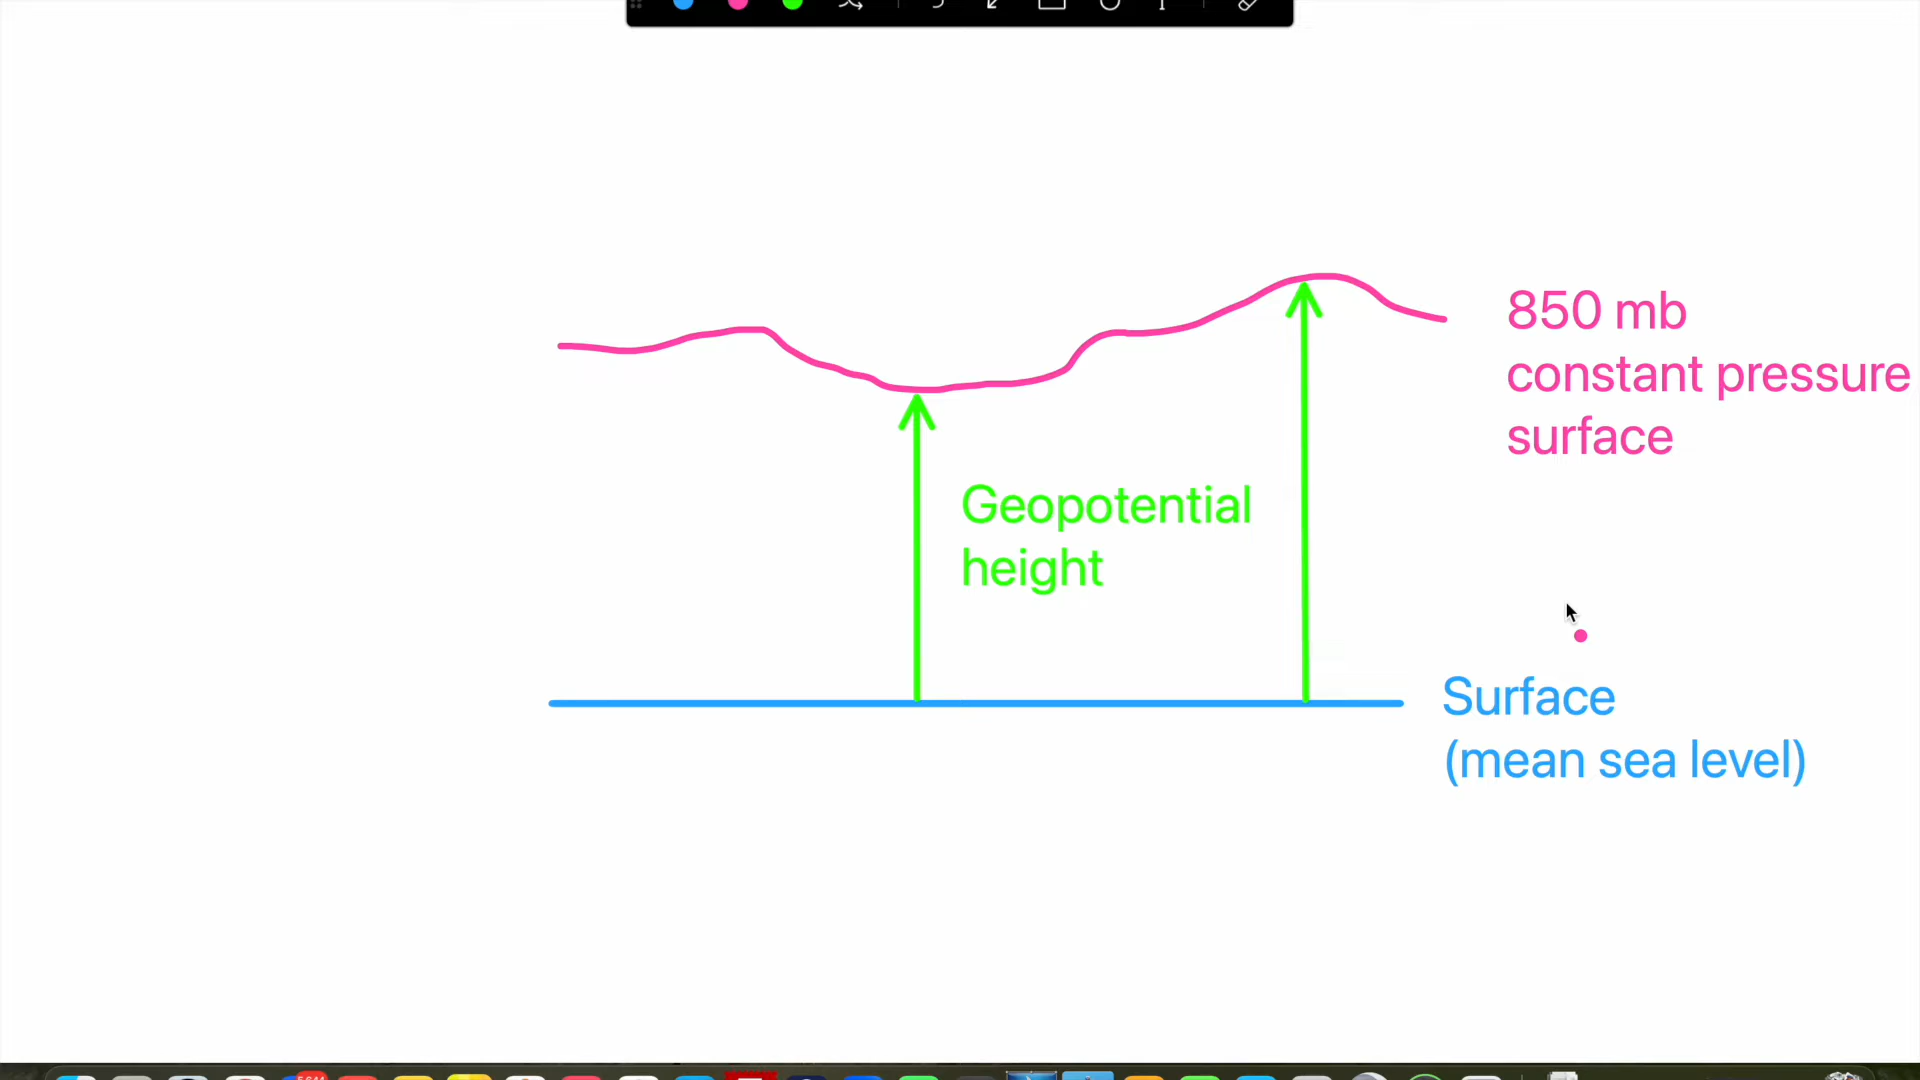 850 mb
constant pressure
surface
Geopotential
height
Surface
(mean sea level)